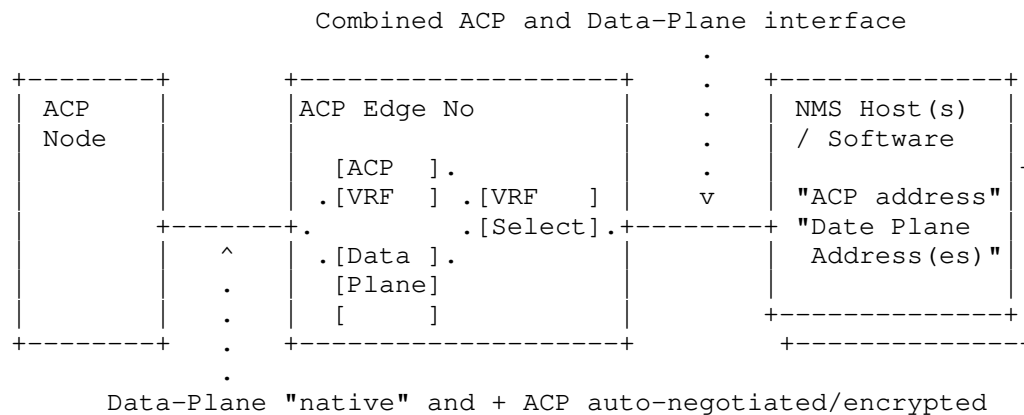 Combined ACP and Data-Plane interface
ACP
Node
ACP Edge No
[ACP ].
.[VRF ] .[VRF ]
.[Select].
.[Data ].
[Plane]
[ ]
NMS Host(s)
/ Software
"ACP address"
"Date Plane
Address(es)"
Data-Plane "native" and + ACP auto-negotiated/encrypted